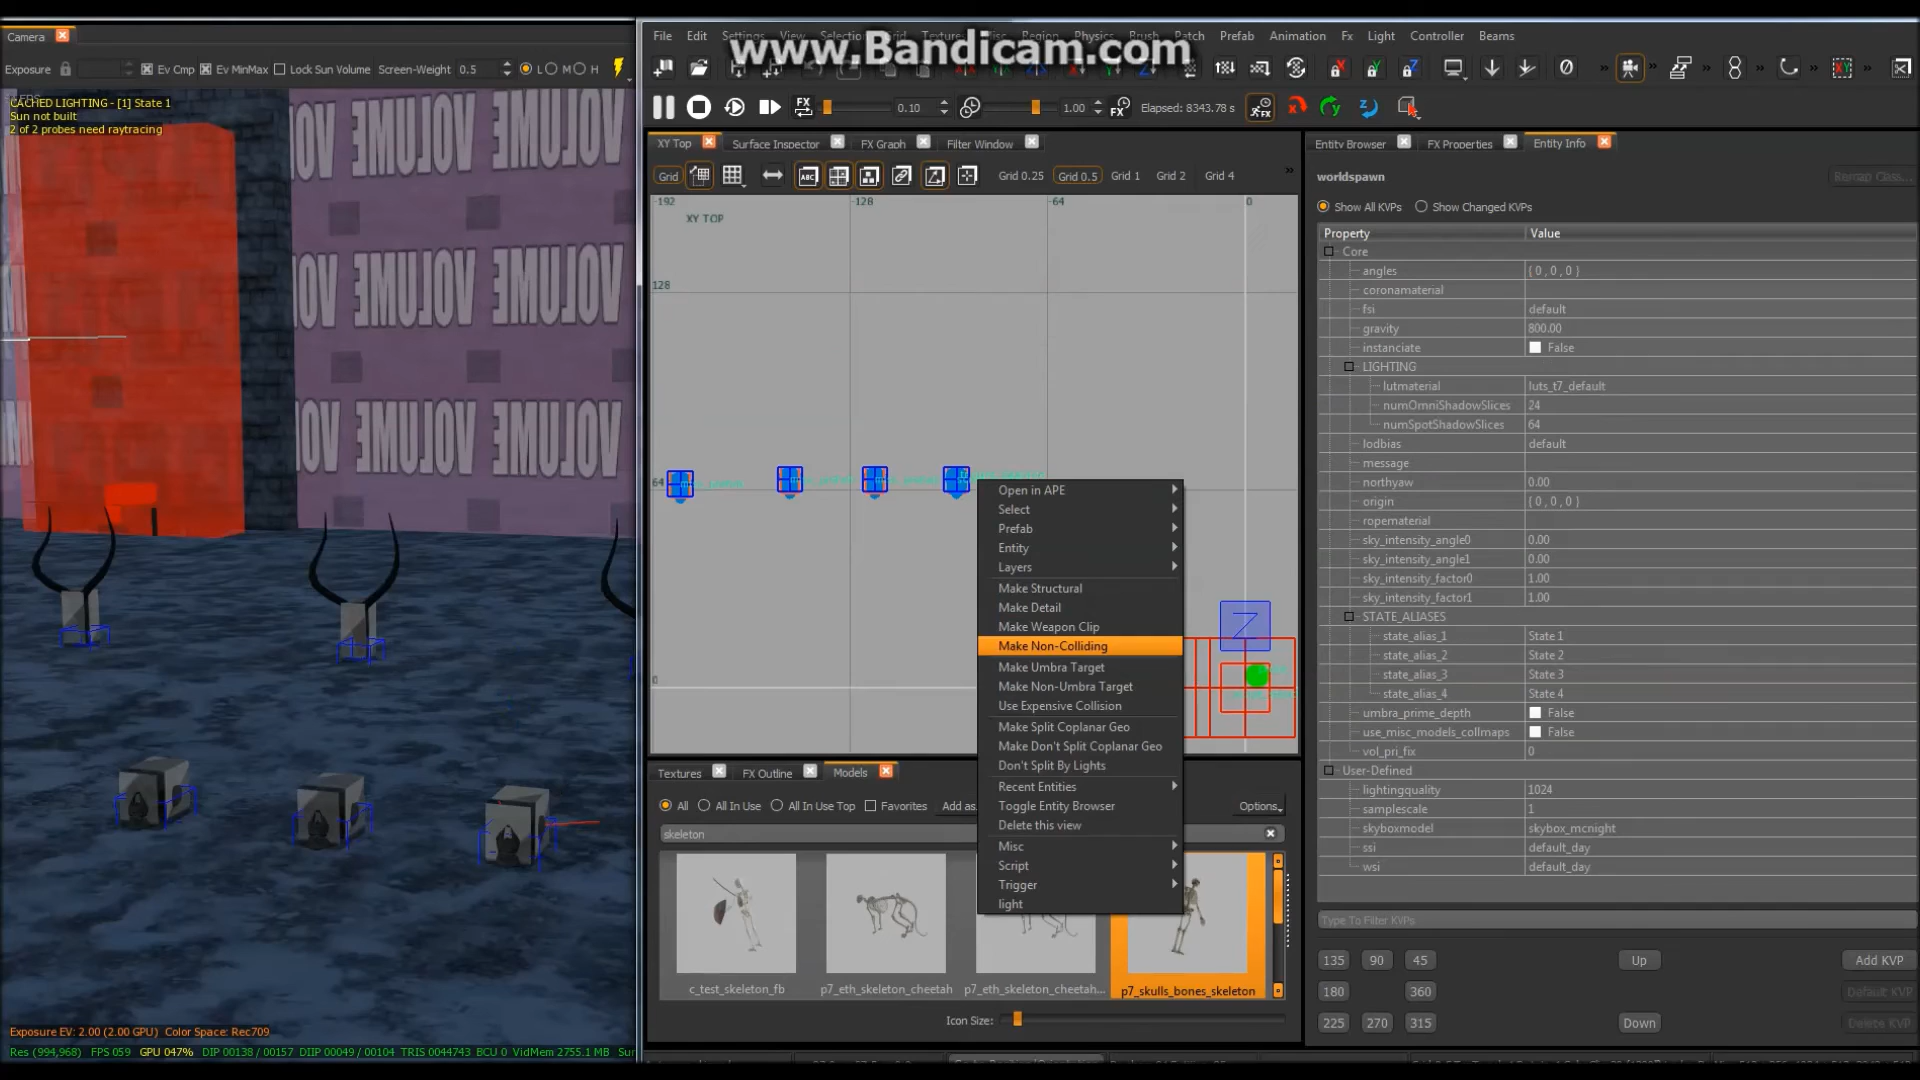 Camera
Exposure Ev Cmp Ev MinMax Lock Sun Volume Screen-Weight 0.5 L M H
CACHED LIGHTING - [1] State 1
Sun not built
2 of 2 probes need raytracing
VOLUME VOLUME VOLUME
VOLUME VOLUME VOLUME
VOLUME VOLUME VOLUME
Exposure EV: 2.00 (2.00 GPU) Color Space: Rec709
Res (994,968) FPS 059 GPU 047% DIP 00138 / 00157 DIIP 00049 / 00104 TRIS 0044743 BCU 0 VidMem 2755.1 MB
File Edit Settings View Selection Region Physics Brush Patch Prefab Animation Fx Light Controller Beams
www.Bandicam.com
FX 0.10 1.00 FX Elapsed: 8343.78 s
XY Top Surface Inspector FX Graph Filter Window
Grid ABC Grid 0.25 Grid 0.5 Grid 1 Grid 2 Grid 4
-192 -128 -64 0
XY TOP
128
64
0
Z
Open in APE
Select
Prefab
Entity
Layers
Make Structural
Make Detail
Make Weapon Clip
Make Non-Colliding
Make Umbra Target
Make Non-Umbra Target
Use Expensive Collision
Make Split Coplanar Geo
Make Don't Split Coplanar Geo
Don't Split By Lights
Recent Entities
Toggle Entity Browser
Delete this view
Misc
Script
Trigger
light
Textures FX Outline Models
All All In Use All In Use Top Favorites Add as Options
skeleton
c_test_skeleton_fb p7_eth_skeleton_cheetah p7_eth_skeleton_cheetah... p7_skulls_bones_skeleton
Icon Size:
Entity Browser FX Properties Entity Info
worldspawn Remap Class...
Show All KVPs Show Changed KVPs
Property Value
Core
angles { 0 , 0 , 0 }
coronamaterial
fsi default
gravity 800.00
instanciate False
LIGHTING
lutmaterial luts_t7_default
numOmniShadowSlices 24
numSpotShadowSlices 64
lodbias default
message
northyaw 0.00
origin { 0 , 0 , 0 }
ropematerial
sky_intensity_angle0 0.00
sky_intensity_angle1 0.00
sky_intensity_factor0 1.00
sky_intensity_factor1 1.00
STATE_ALIASES
state_alias_1 State 1
state_alias_2 State 2
state_alias_3 State 3
state_alias_4 State 4
umbra_prime_depth False
use_misc_models_collmaps False
vol_pri_fix 0
User-Defined
lightingquality 1024
samplescale 1
skyboxmodel skybox_mcnight
ssi default_day
wsi default_day
Type To Filter KVPs
135 90 45 Up Add KVP
180 360 Default KVP
225 270 315 Down Delete KVP